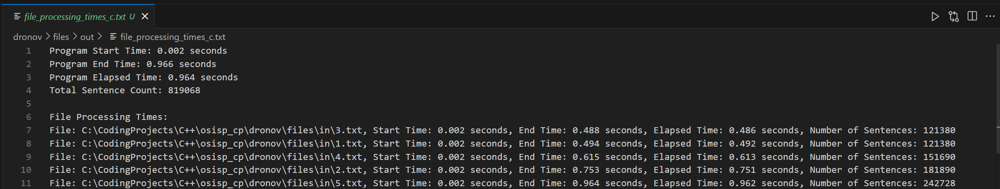 file_processing_times_c.txt U
dronov > files > out > file_processing_times_c.txt
1 Program Start Time: 0.002 seconds
2 Program End Time: 0.966 seconds
3 Program Elapsed Time: 0.964 seconds
4 Total Sentence Count: 819068
5
6 File Processing Times:
7 File: C:\CodingProjects\C++\osisp_cp\dronov\files\in\3.txt, Start Time: 0.002 seconds, End Time: 0.488 seconds, Elapsed Time: 0.486 seconds, Number of Sentences: 121380
8 File: C:\CodingProjects\C++\osisp_cp\dronov\files\in\1.txt, Start Time: 0.002 seconds, End Time: 0.494 seconds, Elapsed Time: 0.492 seconds, Number of Sentences: 121380
9 File: C:\CodingProjects\C++\osisp_cp\dronov\files\in\4.txt, Start Time: 0.002 seconds, End Time: 0.615 seconds, Elapsed Time: 0.613 seconds, Number of Sentences: 151690
10 File: C:\CodingProjects\C++\osisp_cp\dronov\files\in\2.txt, Start Time: 0.002 seconds, End Time: 0.753 seconds, Elapsed Time: 0.751 seconds, Number of Sentences: 181890
11 File: C:\CodingProjects\C++\osisp_cp\dronov\files\in\5.txt, Start Time: 0.002 seconds, End Time: 0.964 seconds, Elapsed Time: 0.962 seconds, Number of Sentences: 242728